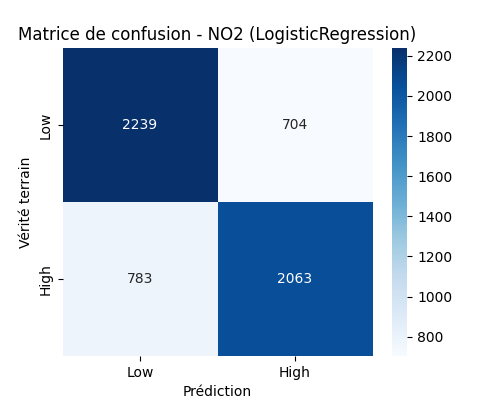 Matrice de confusion - NO2 (LogisticRegression)
Vérité terrain
Low
High
2239
704
783
2063
Low
High
Prédiction
2200
2000
1800
1600
1400
1200
1000
800